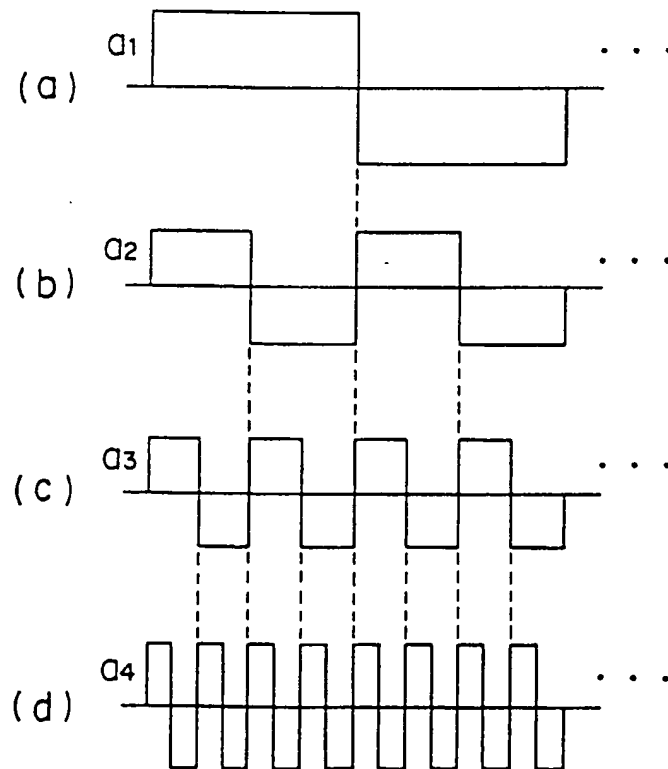 a1
(a)
. . .
a2
(b)
. . .
a3
(c)
. . .
a4
(d)
. . .